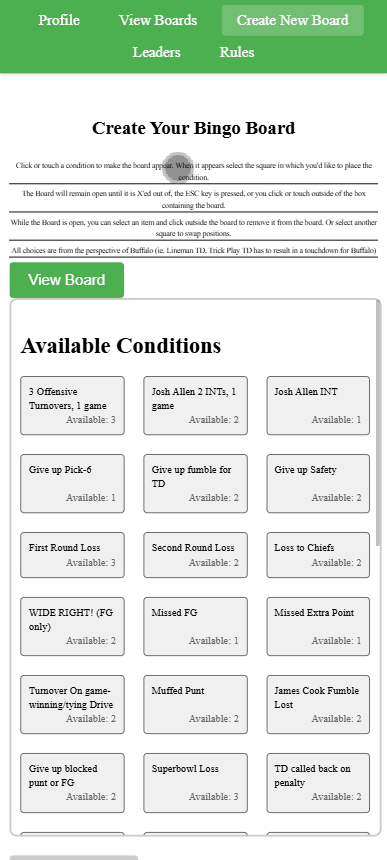 Profile View Boards Create New Board
Leaders Rules
Create Your Bingo Board
Click or touch a condition to make the board appear. When it appears select the square in which you'd like to place the
condition.
The Board will remain open until it is X'ed out of, the ESC key is pressed, or you click or touch outside of the box
containing the board.
While the Board is open, you can select an item and click outside the board to remove it from the board. Or select another
square to swap positions.
All choices are from the perspective of Buffalo (ie. Lineman TD, Trick Play TD has to result in a touchdown for Buffalo)
View Board
Available Conditions
3 Offensive
Turnovers, 1 game
Available: 3
Josh Allen 2 INTs, 1
game
Available: 2
Josh Allen INT
Available: 1
Give up Pick-6
Available: 1
Give up fumble for
TD
Available: 2
Give up Safety
Available: 2
First Round Loss
Available: 3
Second Round Loss
Available: 2
Loss to Chiefs
Available: 2
WIDE RIGHT! (FG
only)
Available: 2
Missed FG
Available: 1
Missed Extra Point
Available: 1
Turnover On game-
winning/tying Drive
Available: 2
Muffed Punt
Available: 2
James Cook Fumble
Lost
Available: 2
Give up blocked
punt or FG
Available: 2
Superbowl Loss
Available: 3
TD called back on
penalty
Available: 2